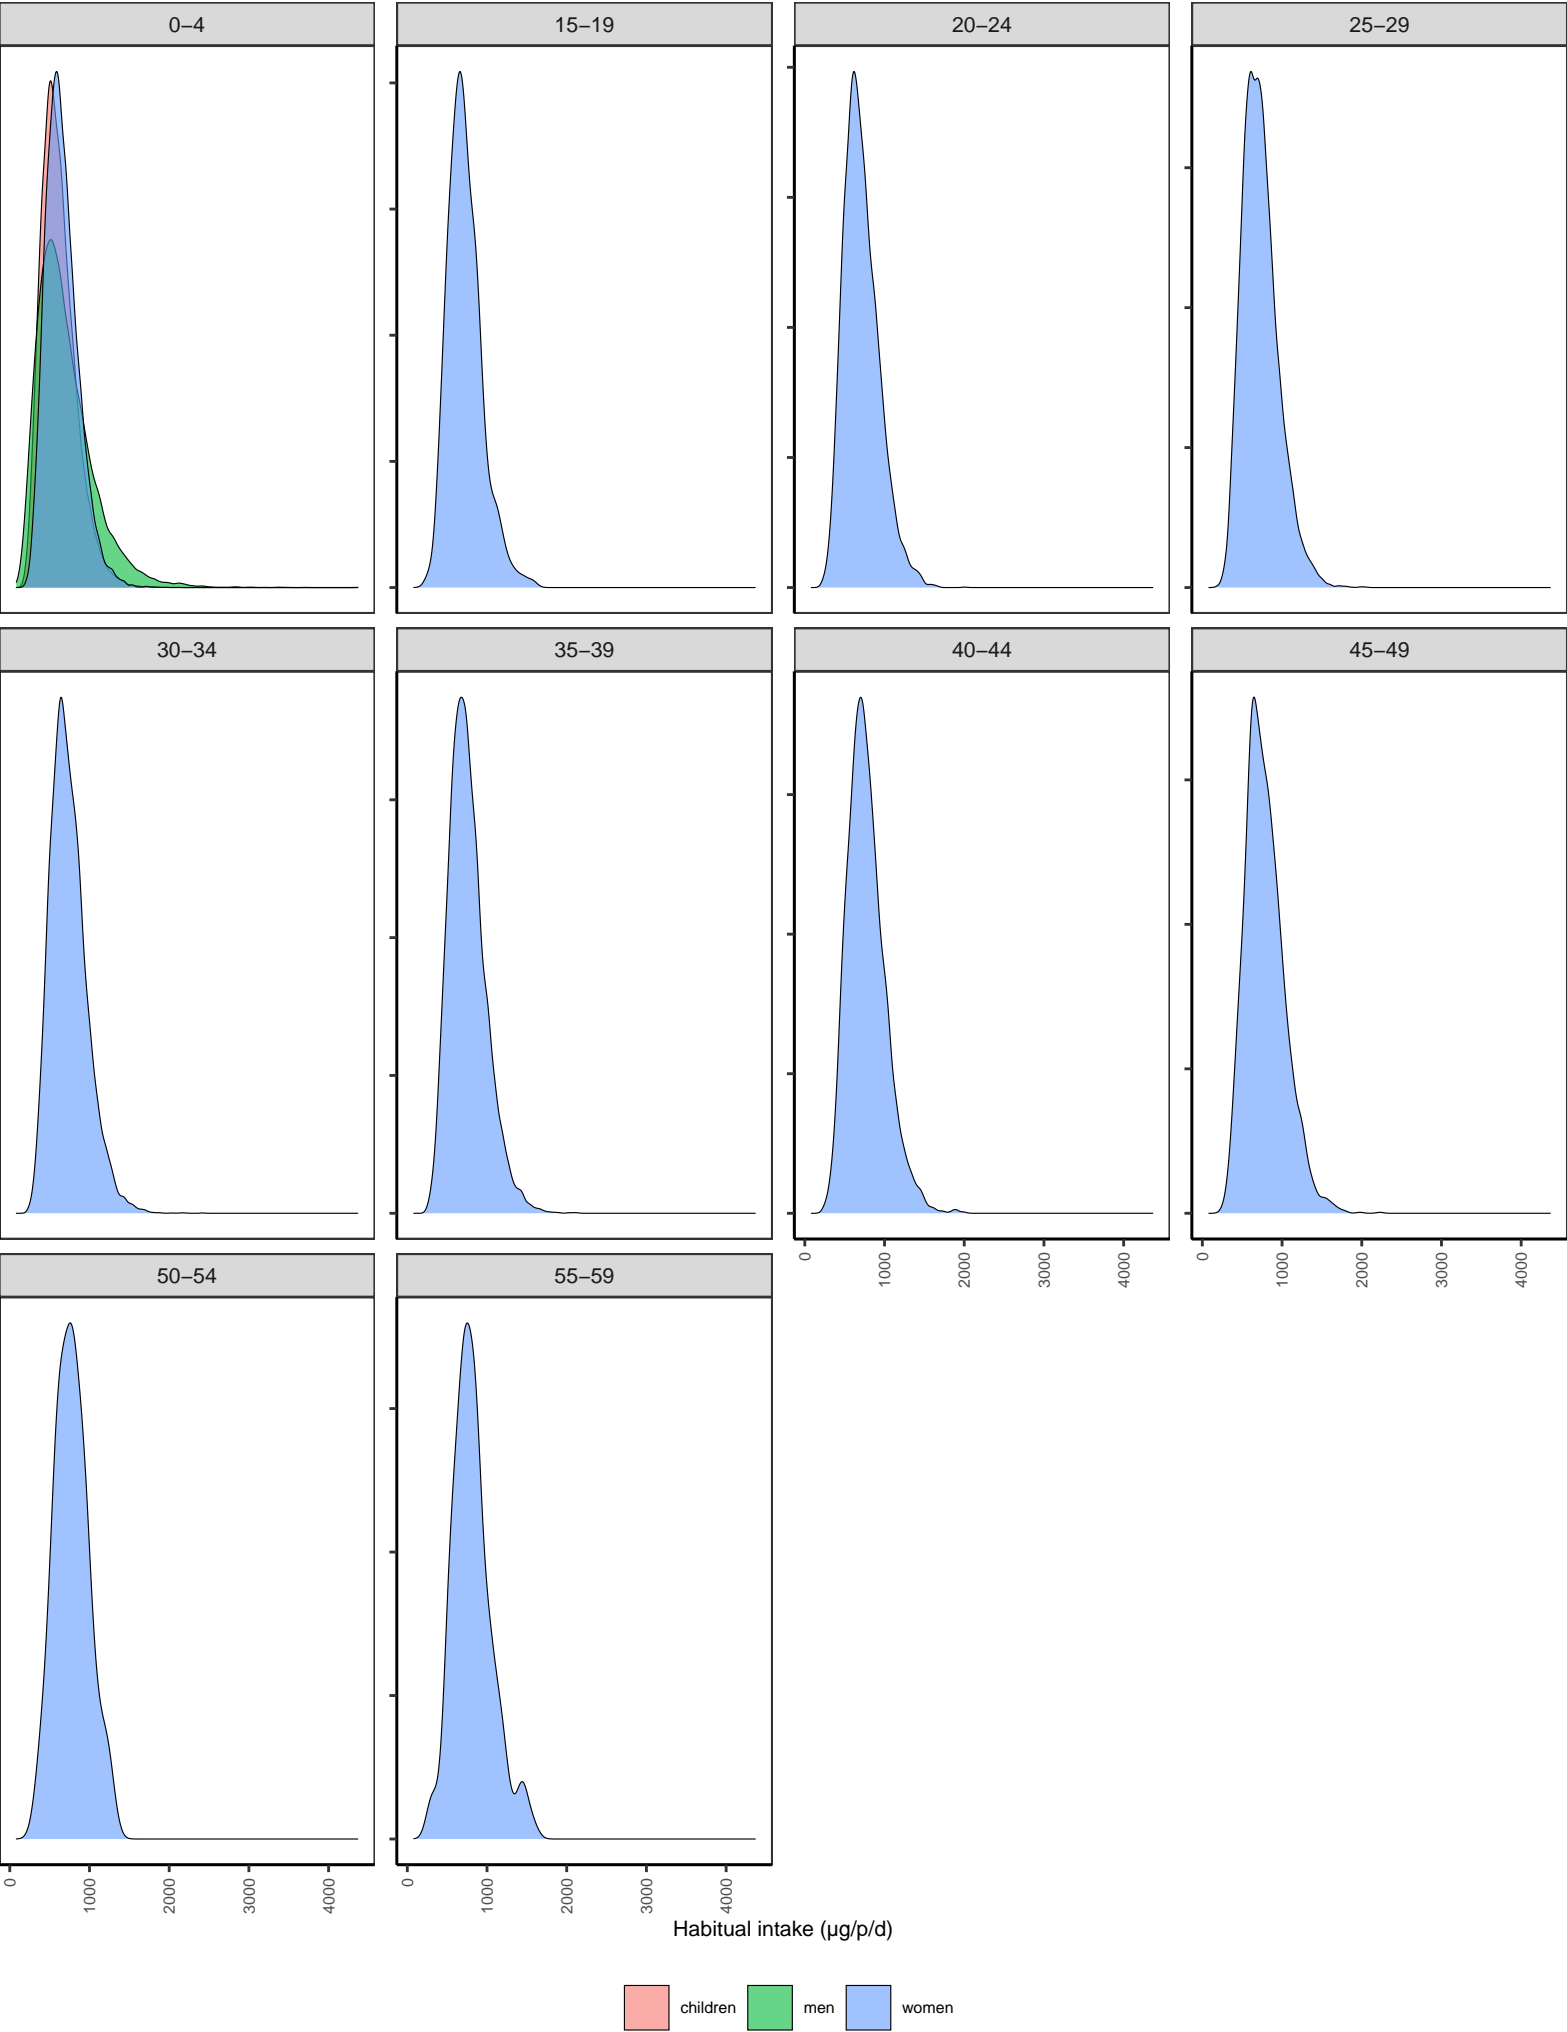 0–4 15–19 20–24 25–29
30–34 35–39 40–44 45–49
0 1000 2000 3000 4000 0 1000 2000 3000 4000
50–54 55–59
0 1000 2000 3000 4000 0 1000 2000 3000 4000
Habitual intake (µg/p/d)
children men women